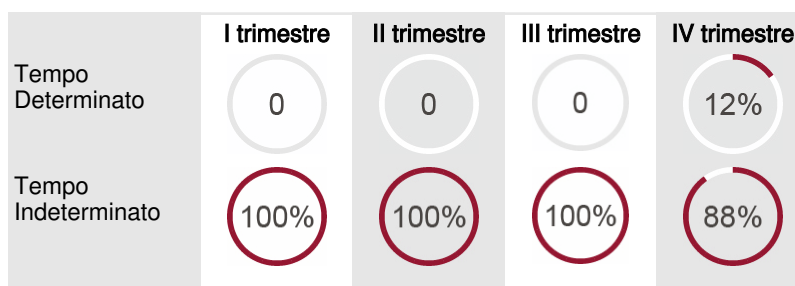 I trimestre II trimestre III trimestre IV trimestre
Tempo
Determinato
0 0 0 12%
Tempo
Indeterminato
100% 100% 100% 88%